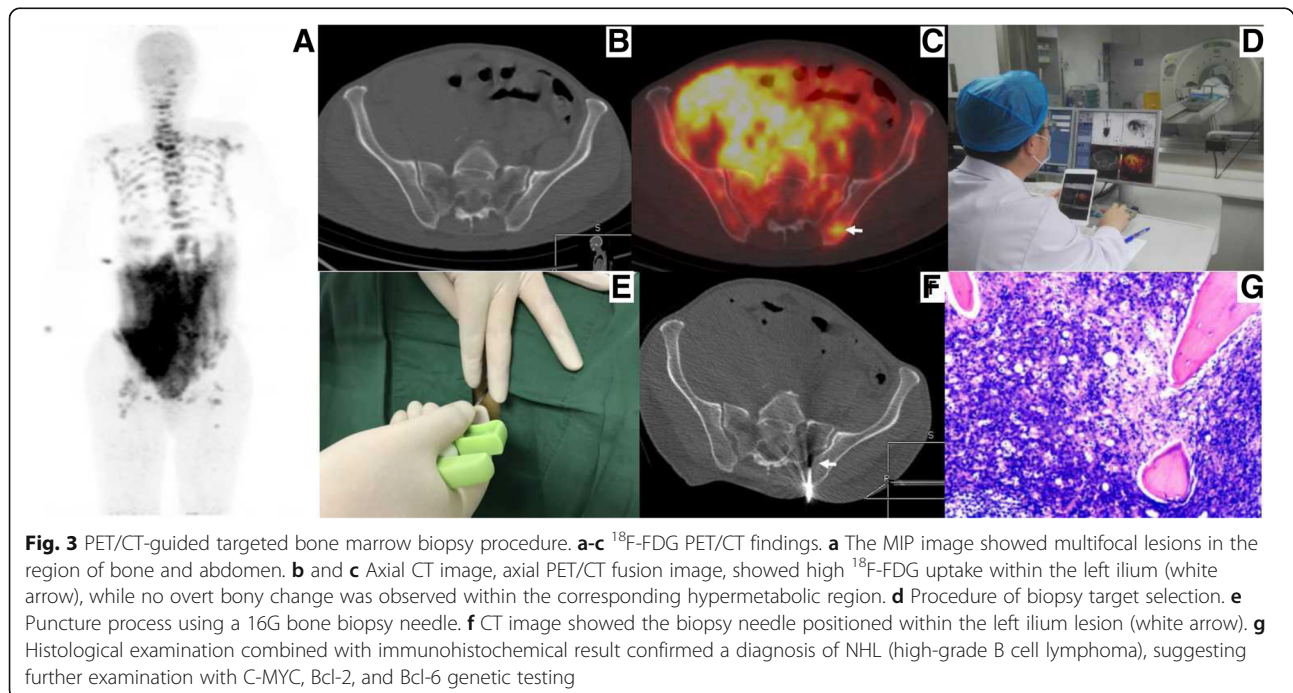 A
B
C
D
S
E
F
G
S
R
Fig. 3 PET/CT-guided targeted bone marrow biopsy procedure. a-c ¹⁸F-FDG PET/CT findings. a The MIP image showed multifocal lesions in the
region of bone and abdomen. b and c Axial CT image, axial PET/CT fusion image, showed high ¹⁸F-FDG uptake within the left ilium (white
arrow), while no overt bony change was observed within the corresponding hypermetabolic region. d Procedure of biopsy target selection. e
Puncture process using a 16G bone biopsy needle. f CT image showed the biopsy needle positioned within the left ilium lesion (white arrow). g
Histological examination combined with immunohistochemical result confirmed a diagnosis of NHL (high-grade B cell lymphoma), suggesting
further examination with C-MYC, Bcl-2, and Bcl-6 genetic testing